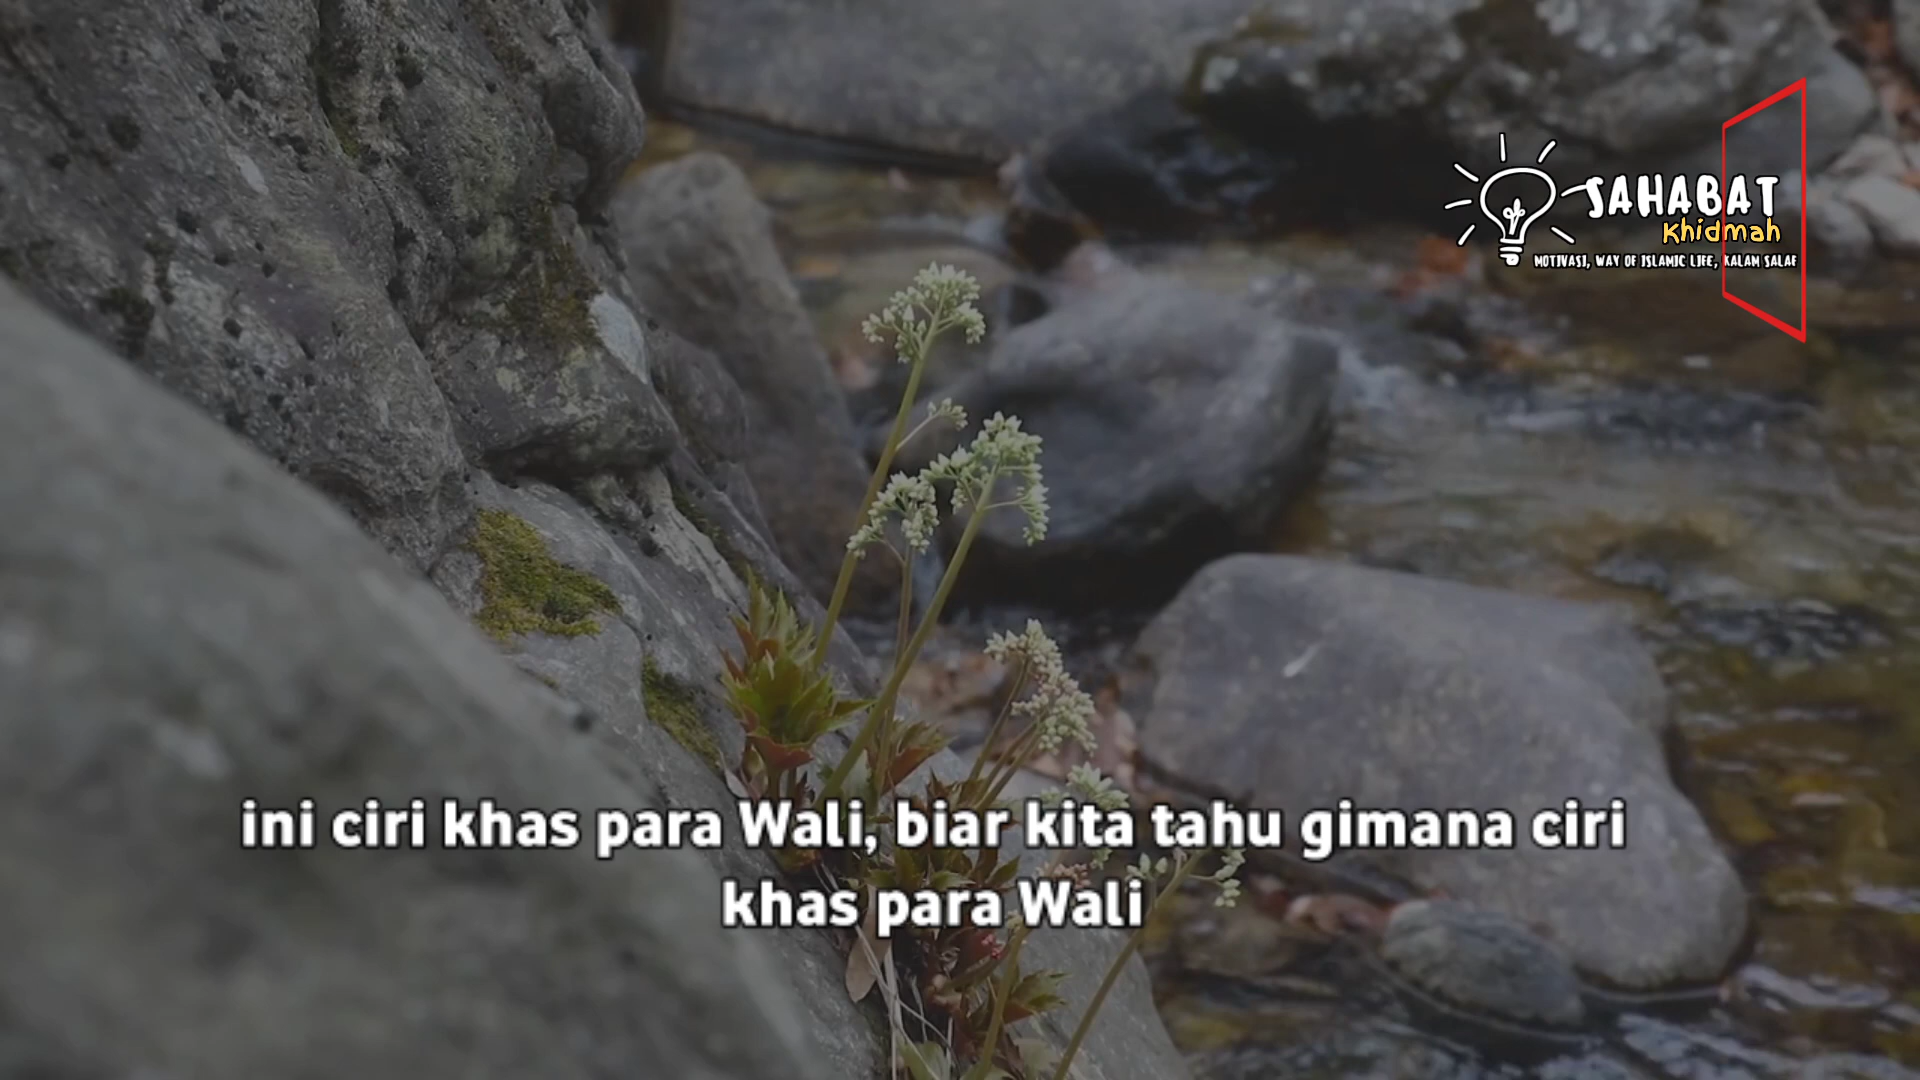 SAHABAT
Khidmah
MOTIVASI, WAY OF ISLAMIC LIFE, KALAM SALAF
ini ciri khas para Wali, biar kita tahu gimana ciri
khas para Wali